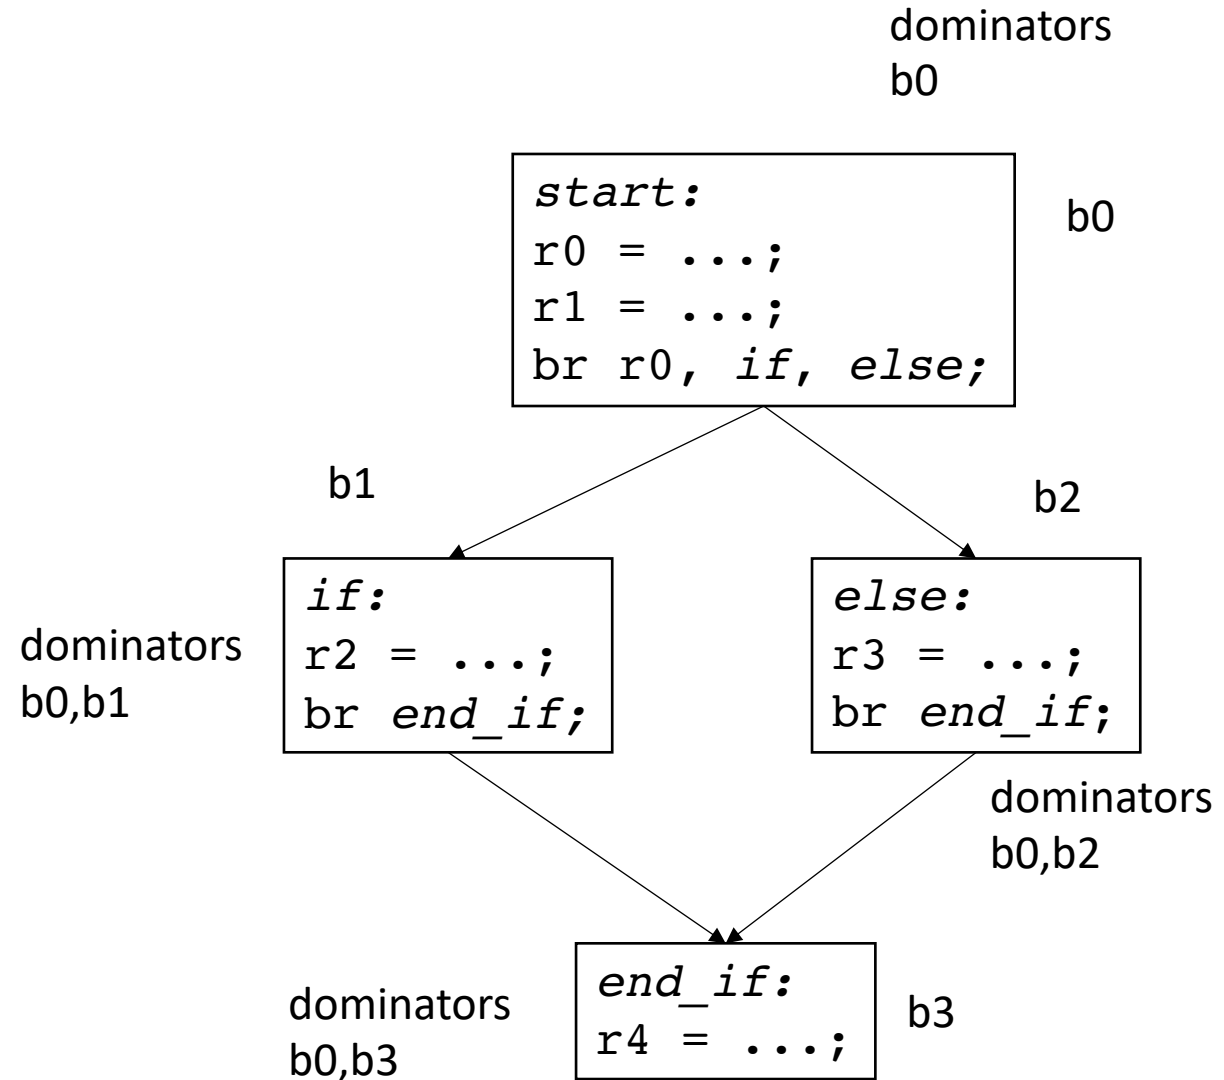 dominators
b0
start:
r0 = ...;
r1 = ...;
br r0, if, else;
b0
b1
b2
if:
r2 = ...;
br end_if;
dominators
b0,b1
else:
r3 = ...;
br end_if;
dominators
b0,b2
end_if:
r4 = ...;
b3
dominators
b0,b3